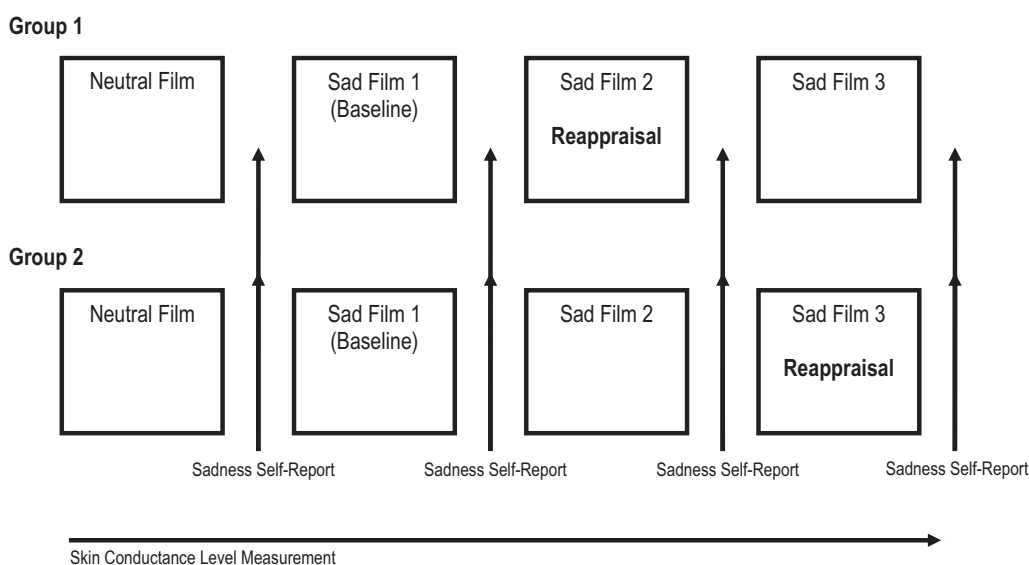 Group 1
Neutral Film
Sad Film 1
(Baseline)
Sad Film 2
Reappraisal
Sad Film 3
Group 2
Neutral Film
Sad Film 1
(Baseline)
Sad Film 2
Sad Film 3
Reappraisal
Sadness Self-Report
Sadness Self-Report
Sadness Self-Report
Sadness Self-Report
Skin Conductance Level Measurement